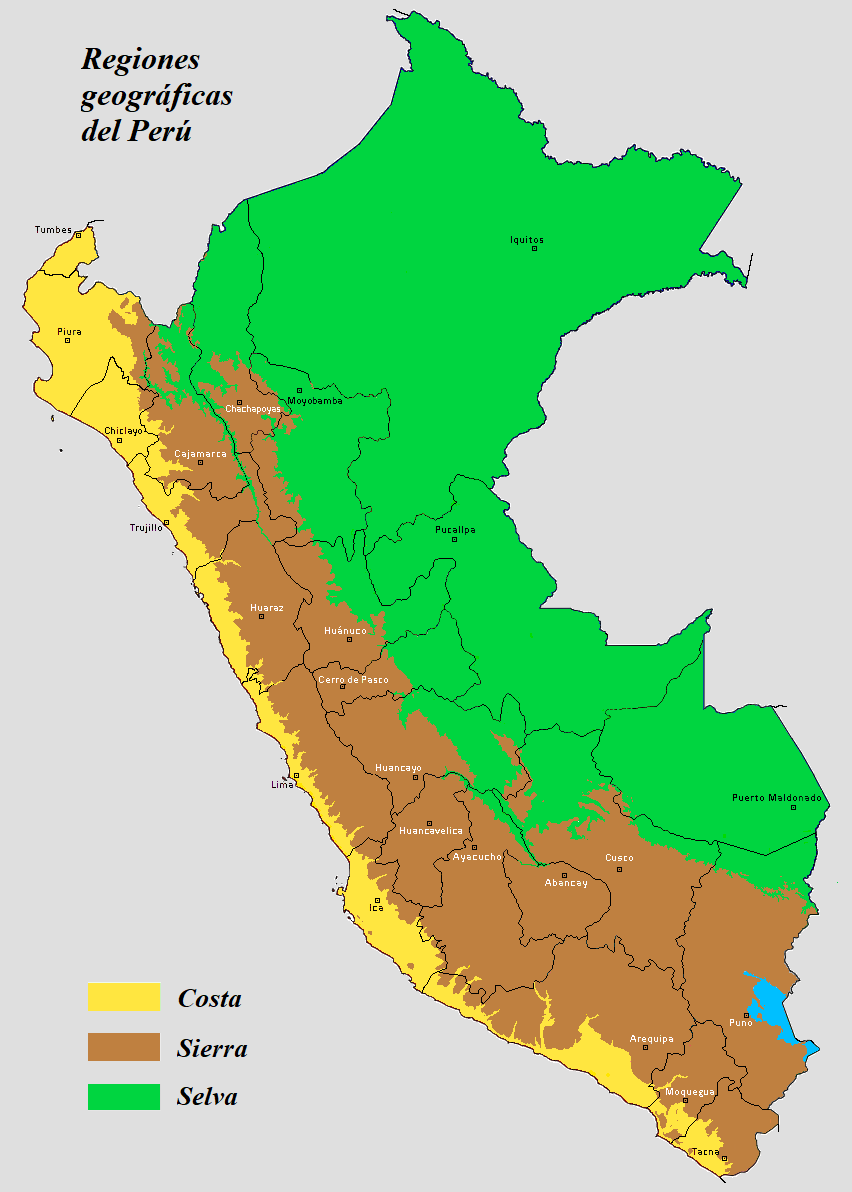 Regiones
geográficas
del Perú
Tumbes
Iquitos
Piura
Moyobamba
Chachapoyas
Chiclayo
Cajamarca
Trujillo
Pucallpa
Huaraz
Huánuco
Cerro de Pasco
Huancayo
Lima
Puerto Maldonado
Huancavelica
Ayacucho
Cusco
Abancay
Ica
Costa
Puno
Arequipa
Sierra
Moquegua
Selva
Tacna